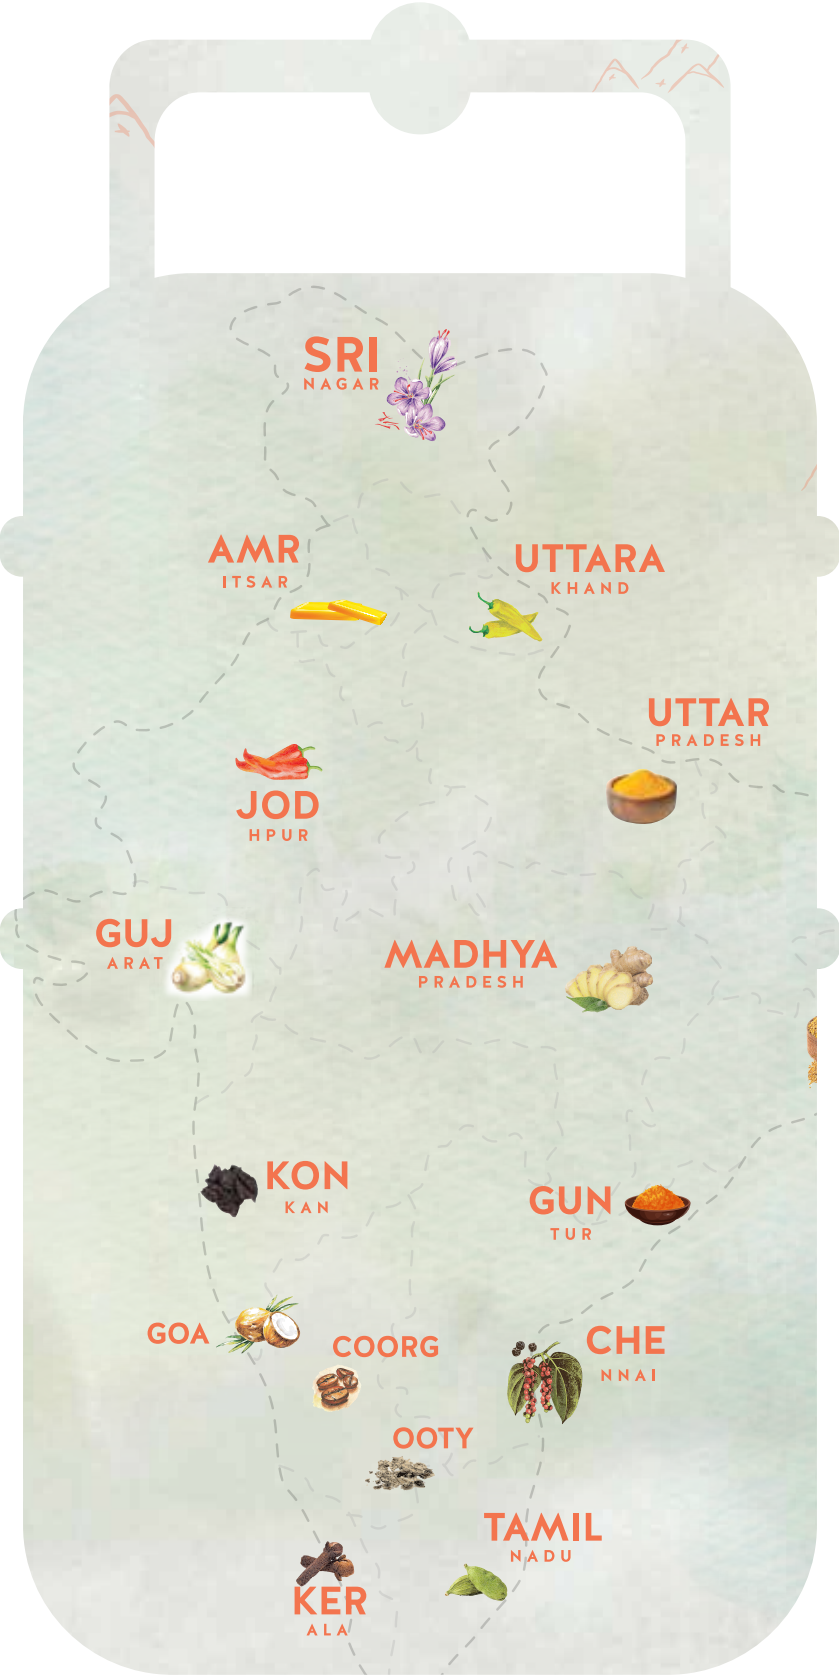 SRI
NAGAR
AMR
ITSAR
UTTARA
KHAND
UTTAR
PRADESH
JOD
HPUR
GUJ
ARAT
MADHYA
PRADESH
KON
KAN
GUN
TUR
GOA
COORG
CHE
NNAI
OOTY
TAMIL
NADU
KER
ALA